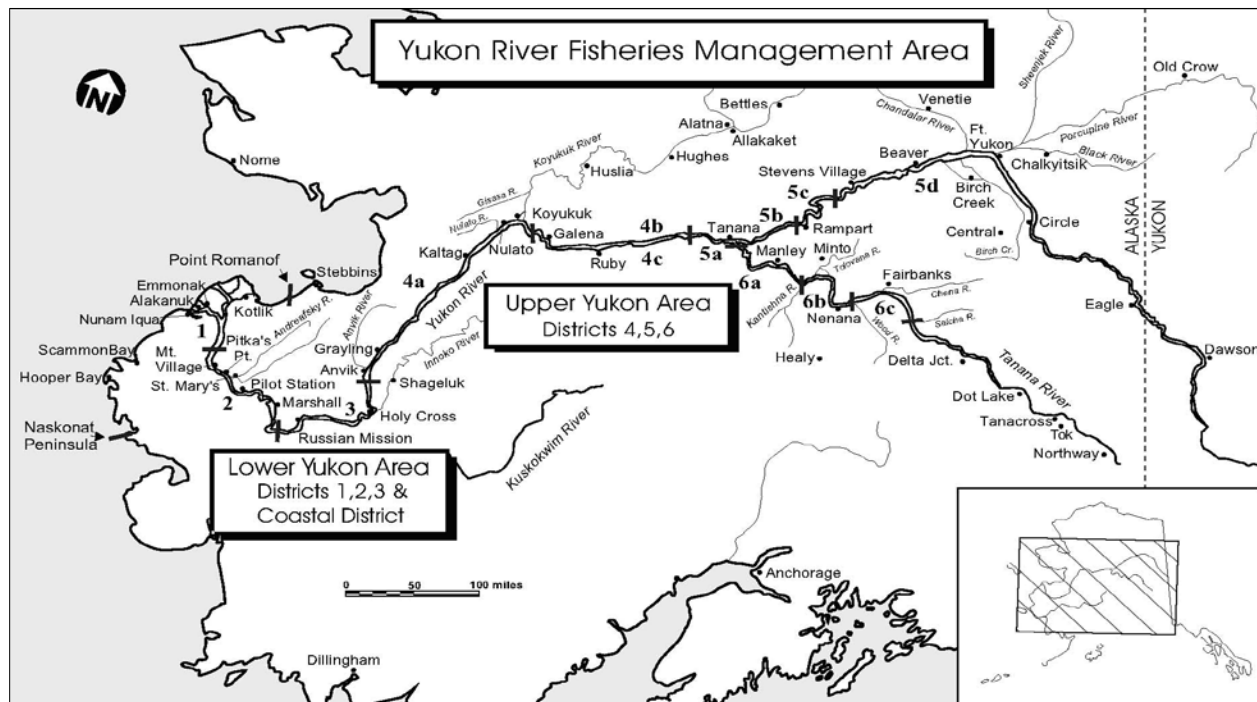 Yukon River Fisheries Management Area
N
Old Crow
Sheenjek River
Venetie
Bettles
Chandalar River
Ft.
Yukon
Porcupine River
Alatna
Allakaket
Nome
Koyukuk River
Hughes
Beaver
Chalkyitsik
Black River
Huslia
Stevens Village
5d
Birch
Creek
5c
Gisasa R.
Nulato R.
Koyukuk
Galena
4b
Tanana
5b
Rampart
Circle
Central
Birch Cr.
ALASKA
YUKON
Kaltag
Nulato
Ruby
4c
5a
Manley
Minto
Tolovana R.
Point Romanof
Stebbins
4a
Yukon River
6a
Fairbanks
Chena R.
Emmonak
Alakanuk
Kotlik
Andreafsky R.
Anvik River
Upper Yukon Area
Districts 4,5,6
Kantishna R.
6b
Nenana
Wood R.
6c
Salcha R.
Eagle
Nunam Iqua
1
Pitka's
Pt.
Grayling
Innoko River
Scammon Bay
Mt.
Village
Anvik
Shageluk
Healy
Delta Jct.
Tanana River
Dawson
Hooper Bay
St. Mary's
Pilot Station
2
Marshall
3
Holy Cross
Dot Lake
Naskonat
Peninsula
Russian Mission
Kuskokwim River
Tanacross
Tok
Northway
Lower Yukon Area
Districts 1,2,3 &
Coastal District
0 50 100 miles
Anchorage
Dillingham